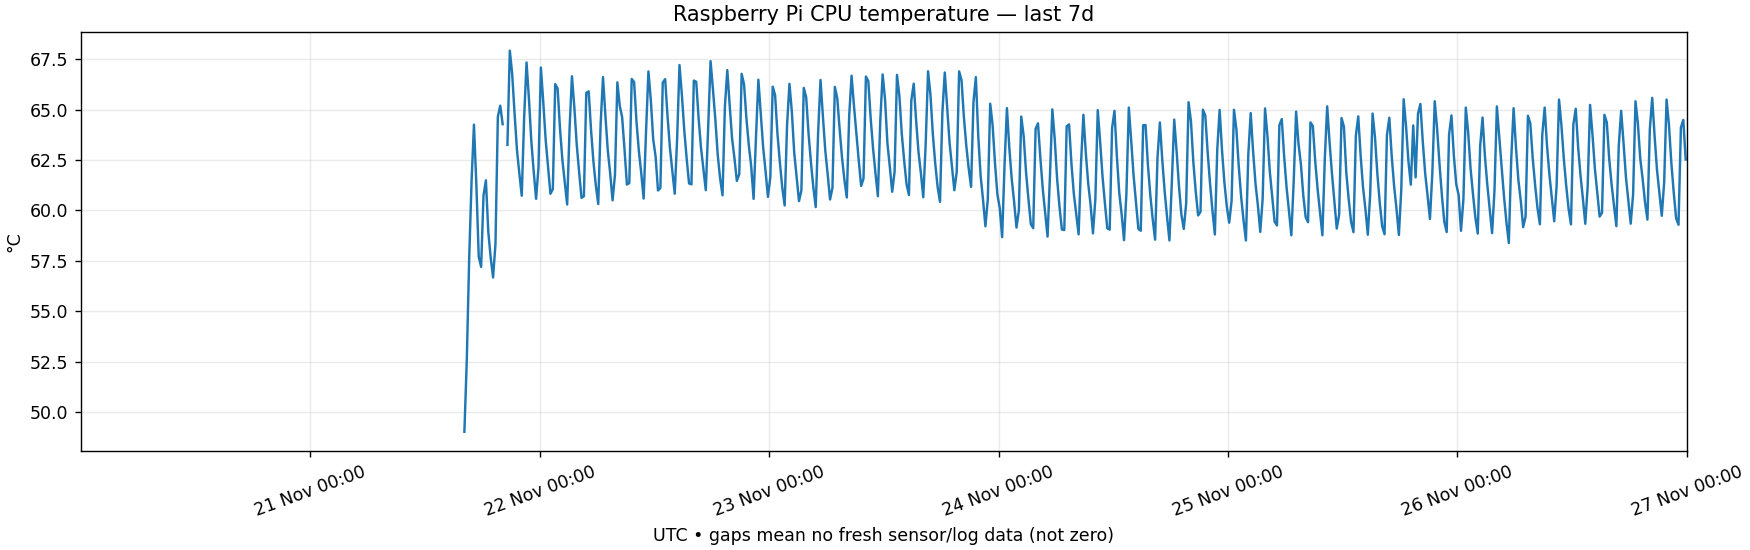 Raspberry Pi CPU temperature — last 7d
67.5
65.0
62.5
60.0
57.5
55.0
52.5
50.0
°C
21 Nov 00:00
22 Nov 00:00
23 Nov 00:00
24 Nov 00:00
25 Nov 00:00
26 Nov 00:00
27 Nov 00:00
UTC • gaps mean no fresh sensor/log data (not zero)